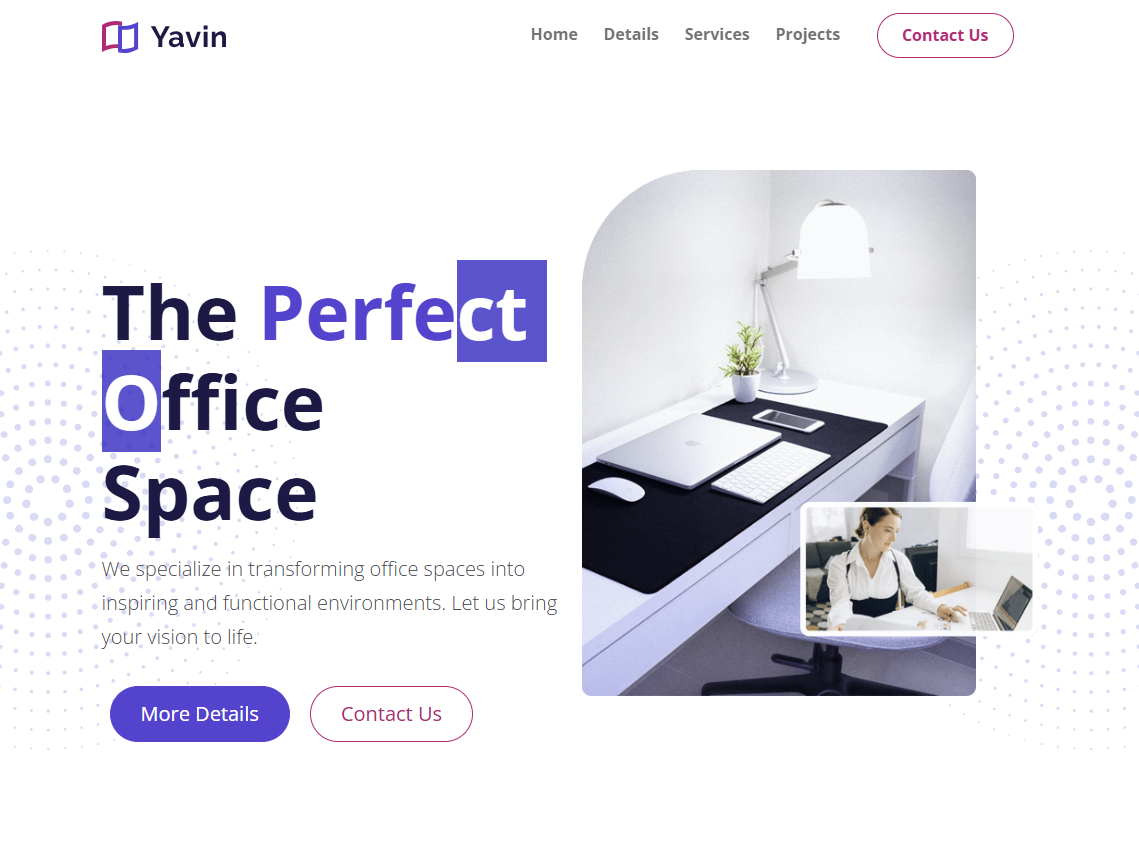 Yavin
Home Details Services Projects Contact Us
The Perfect
Office
Space
We specialize in transforming office spaces into
inspiring and functional environments. Let us bring
your vision to life.
More Details Contact Us